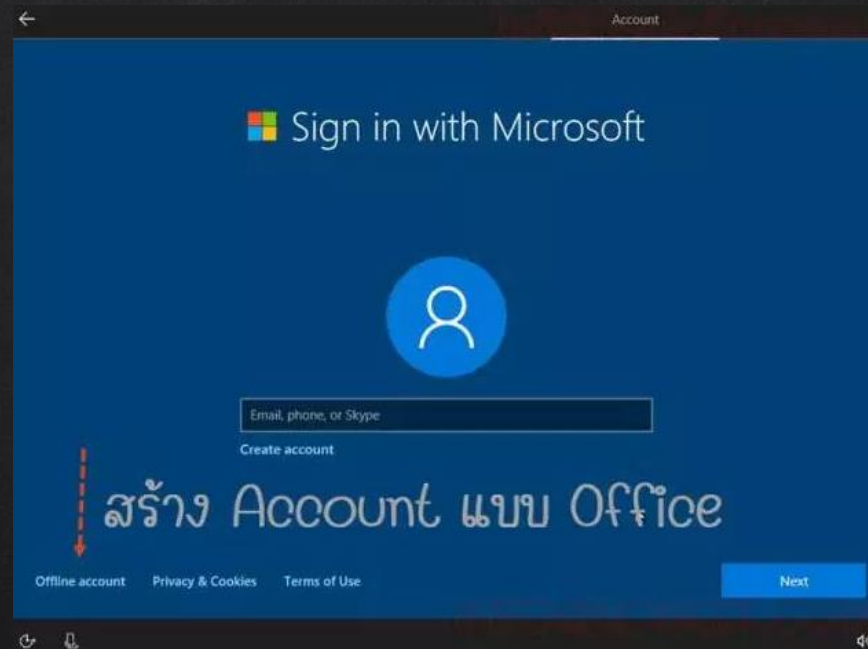 Account
Sign in with Microsoft
Email, phone, or Skype
Create account
สร้าง Account แบบ Office
Offline account Privacy & Cookies Terms of Use Next